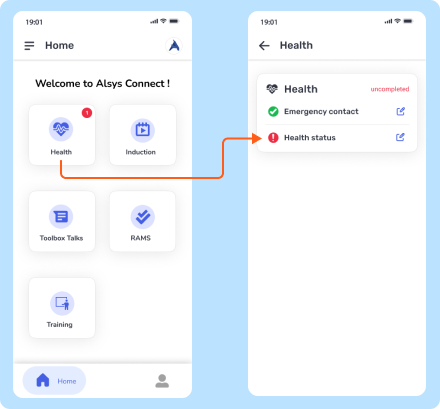 19:01
Home
Welcome to Alsys Connect !
1
Health
Induction
Toolbox Talks
RAMS
Training
Home
19:01
Health
Health
uncompleted
Emergency contact
Health status